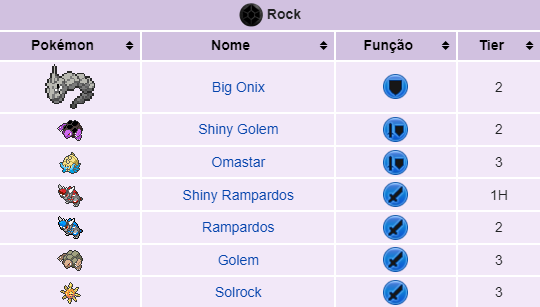 Rock
Pokémon Nome Função Tier
Big Onix 2
Shiny Golem 2
Omastar 3
Shiny Rampardos 1H
Rampardos 2
Golem 3
Solrock 3